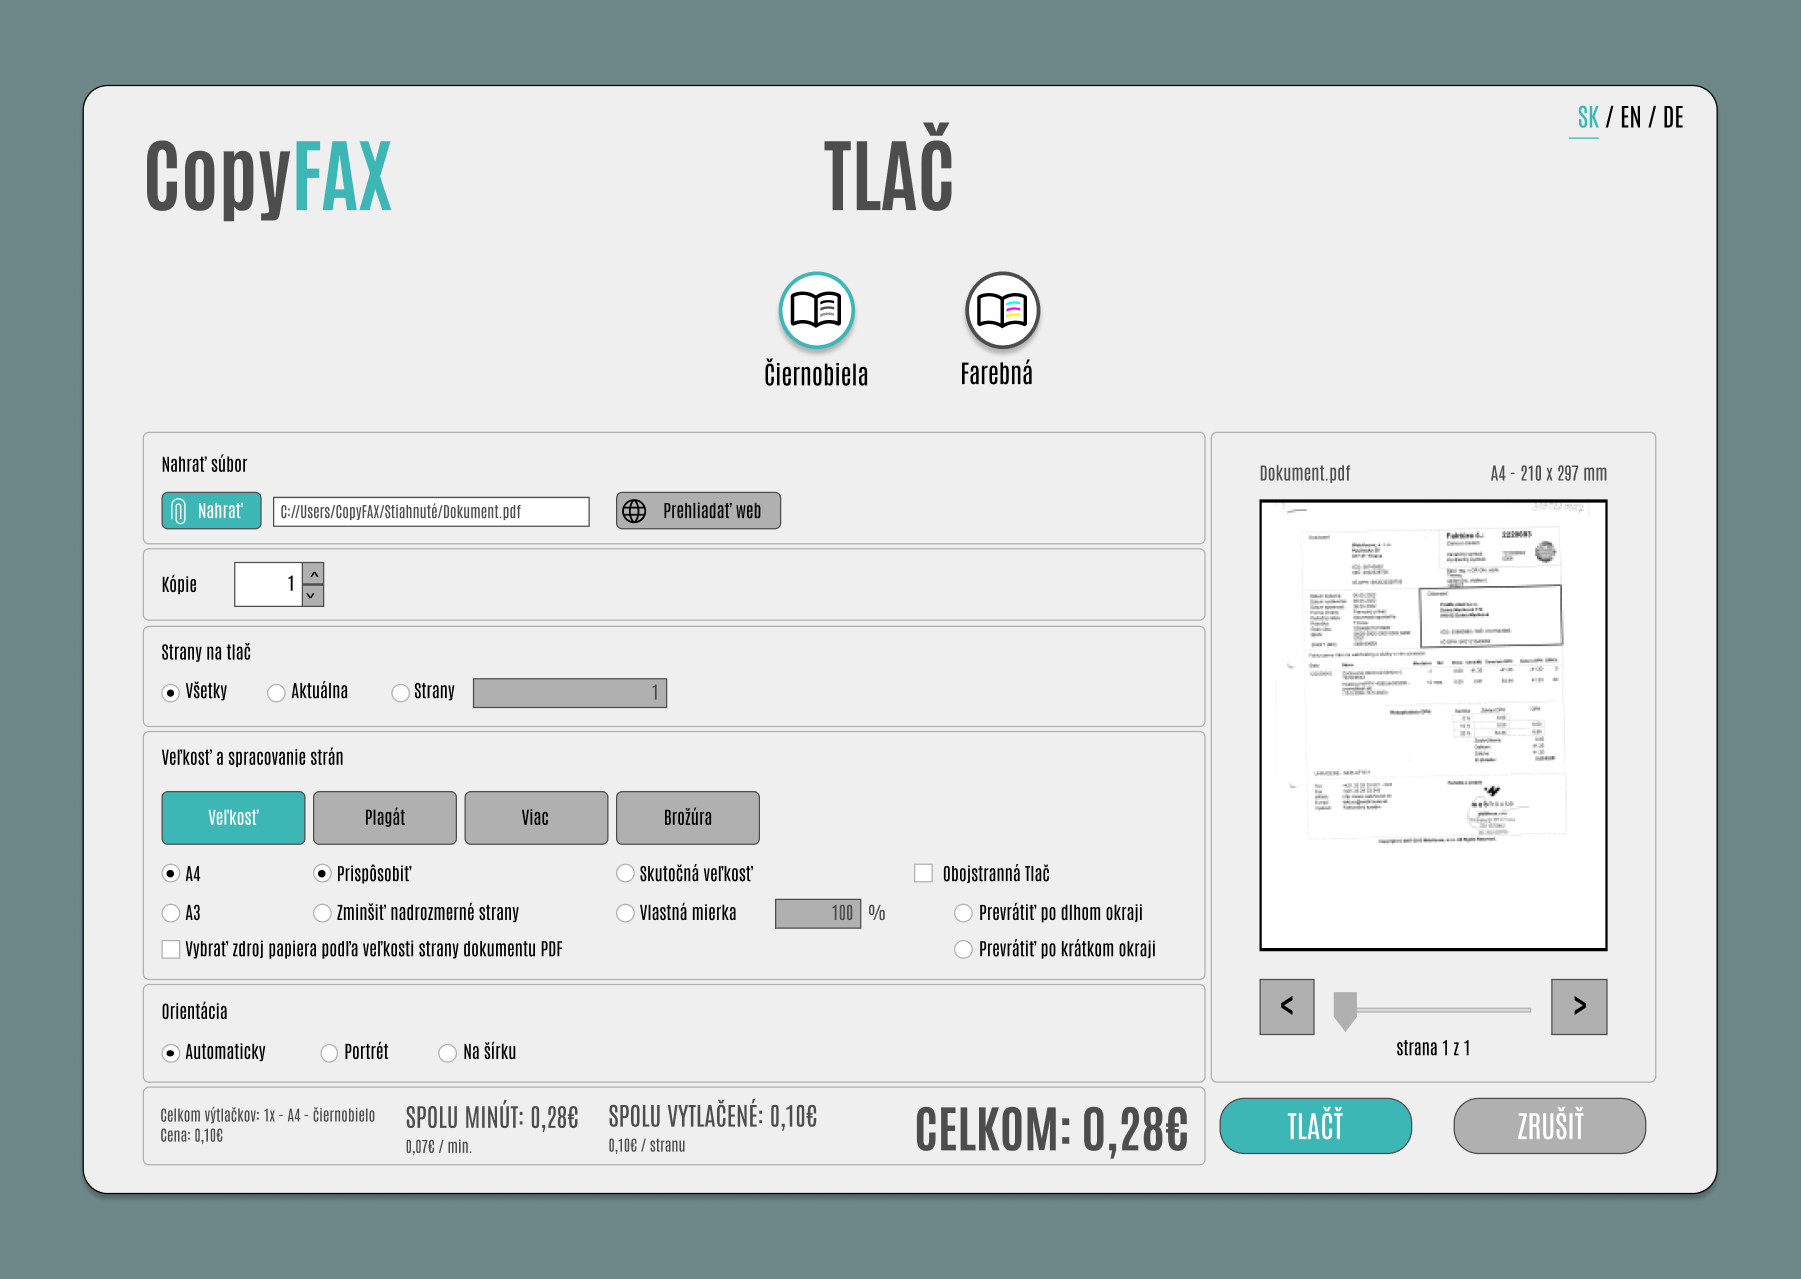 SK / EN / DE
CopyFAX
TLAČ
Čiernobiela
Farebná
Nahrať súbor
Nahrať
C://Users/CopyFAX/Stiahnuté/Dokument.pdf
Prehliadať web
Kópie
1
Strany na tlač
Všetky
Aktuálna
Strany
1
Veľkosť a spracovanie strán
Veľkosť
Plagát
Viac
Brožúra
A4
Prispôsobiť
Skutočná veľkosť
Obojstranná Tlač
A3
Zminšiť nadrozmerné strany
Vlastná mierka
100 %
Prevrátiť po dlhom okraji
Vybrať zdroj papiera podľa veľkosti strany dokumentu PDF
Prevrátiť po krátkom okraji
Orientácia
Automaticky
Portrét
Na šírku
Celkom výtlačkov: 1x - A4 - čiernobielo
Cena: 0,10€
SPOLU MINÚT: 0,28€
0,07€ / min.
SPOLU VYTLAČENÉ: 0,10€
0,10€ / stranu
CELKOM: 0,28€
Dokument.pdf
A4 - 210 x 297 mm
Faktúra č.:
<
>
strana 1 z 1
TLAČŤ
ZRUŠIŤ